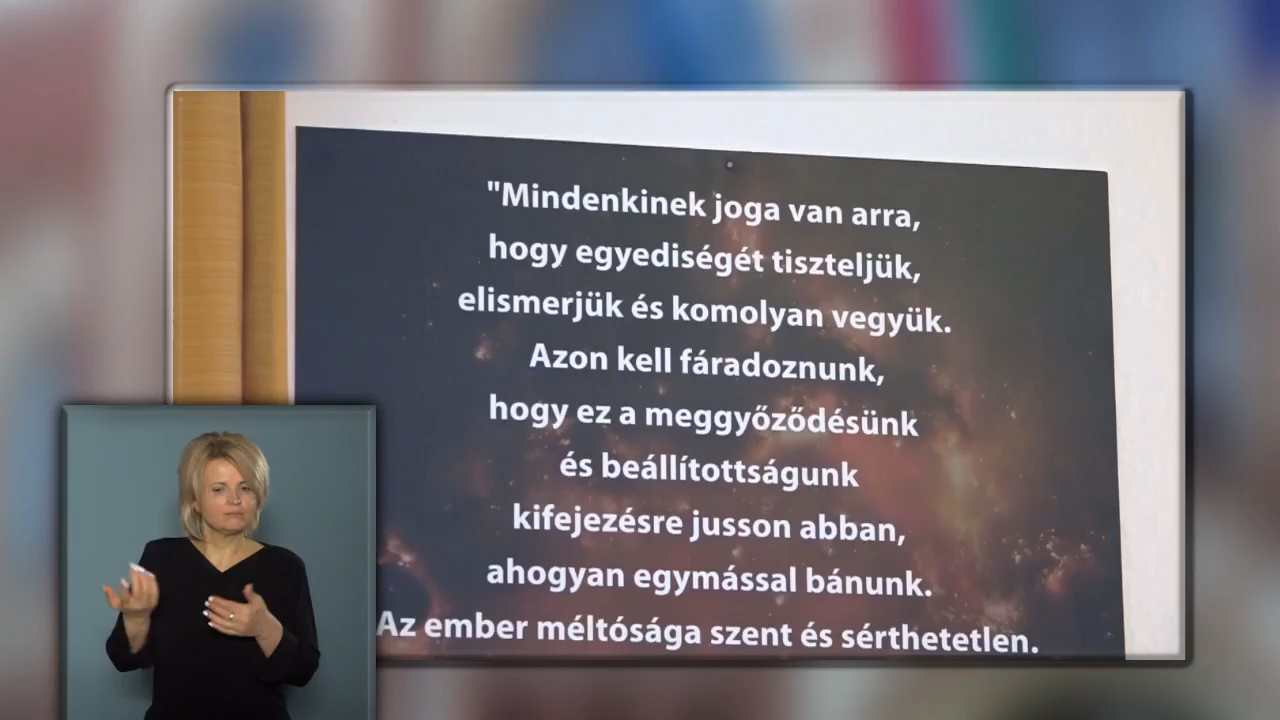 "Mindenkinek joga van arra,
hogy egyediségét tiszteljük,
elismerjük és komolyan vegyük.
Azon kell fáradoznunk,
hogy ez a meggyőződésünk
és beállítottságunk
kifejezésre jusson abban,
ahogyan egymással bánunk.
Az ember méltósága szent és sérthetetlen.